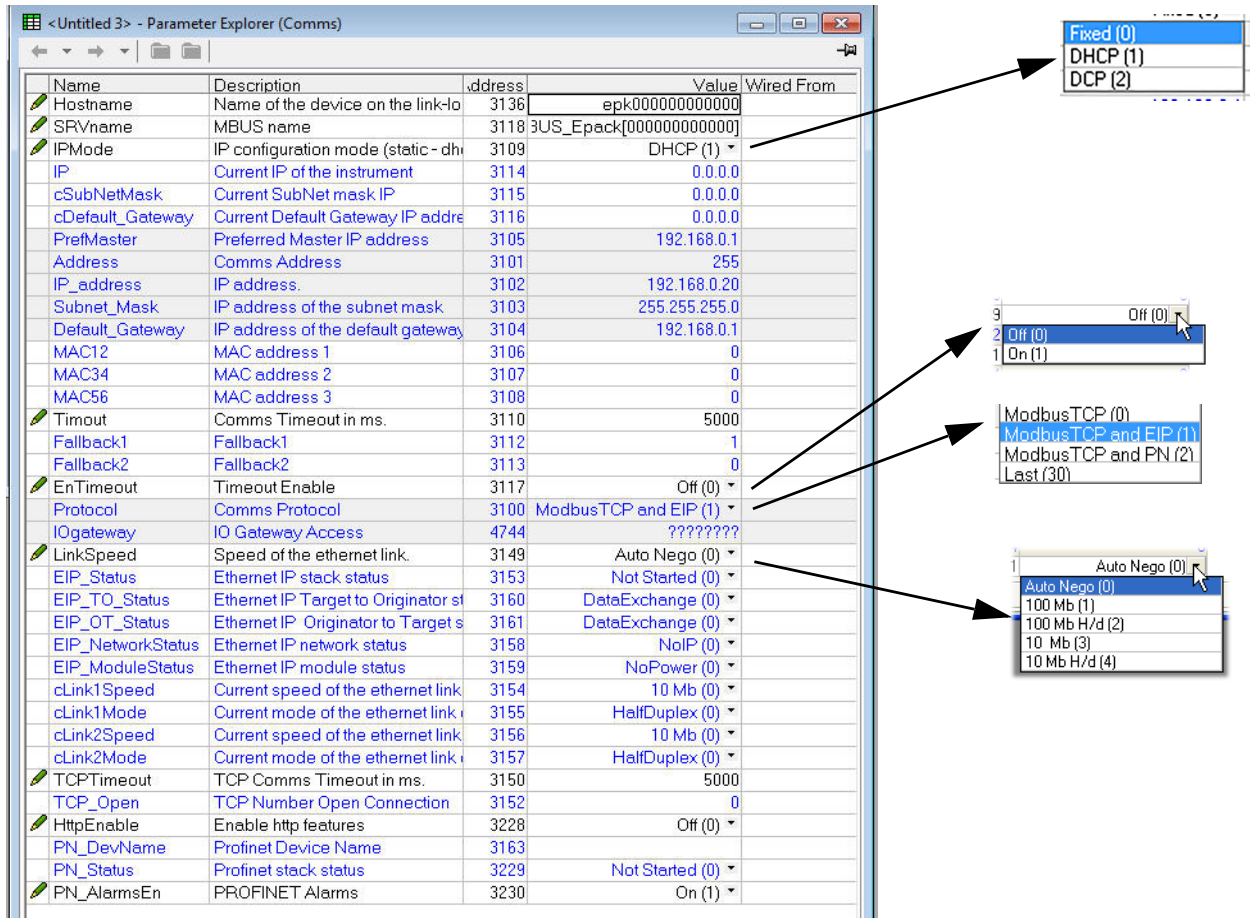 <Untitled 3> - Parameter Explorer (Comms)
Name Description ddress Value Wired From
Hostname Name of the device on the link-lo 3136 epk000000000000
SRVname MBUS name 3118 BUS_Epack[000000000000]
IPMode IP configuration mode (static - dh 3109 DHCP (1)
IP Current IP of the instrument 3114 0.0.0.0
cSubNetMask Current SubNet mask IP 3115 0.0.0.0
cDefault_Gateway Current Default Gateway IP addre 3116 0.0.0.0
PrefMaster Preferred Master IP address 3105 192.168.0.1
Address Comms Address 3101 255
IP_address IP address. 3102 192.168.0.20
Subnet_Mask IP address of the subnet mask 3103 255.255.255.0
Default_Gateway IP address of the default gateway 3104 192.168.0.1
MAC12 MAC address 1 3106 0
MAC34 MAC address 2 3107 0
MAC56 MAC address 3 3108 0
Timout Comms Timeout in ms. 3110 5000
Fallback1 Fallback1 3112 1
Fallback2 Fallback2 3113 0
EnTimeout Timeout Enable 3117 Off (0)
Protocol Comms Protocol 3100 ModbusTCP and EIP (1)
IOgateway IO Gateway Access 4744 ????????
LinkSpeed Speed of the ethernet link. 3149 Auto Nego (0)
EIP_Status Ethernet IP stack status 3153 Not Started (0)
EIP_TO_Status Ethernet IP Target to Originator st 3160 DataExchange (0)
EIP_OT_Status Ethernet IP Originator to Target s 3161 DataExchange (0)
EIP_NetworkStatus Ethernet IP network status 3158 NoIP (0)
EIP_ModuleStatus Ethernet IP module status 3159 NoPower (0)
cLink1Speed Current speed of the ethernet link 3154 10 Mb (0)
cLink1Mode Current mode of the ethernet link 3155 HalfDuplex (0)
cLink2Speed Current speed of the ethernet link 3156 10 Mb (0)
cLink2Mode Current mode of the ethernet link 3157 HalfDuplex (0)
TCPTimeout TCP Comms Timeout in ms. 3150 5000
TCP_Open TCP Number Open Connection 3152 0
HttpEnable Enable http features 3228 Off (0)
PN_DevName Profinet Device Name 3163
PN_Status Profinet stack status 3229 Not Started (0)
PN_AlarmsEn PROFINET Alarms 3230 On (1)
Fixed (0)
DHCP (1)
DCP (2)
9 Off (0)
2 Off (0)
1 On (1)
ModbusTCP (0)
ModbusTCP and EIP (1)
ModbusTCP and PN (2)
Last (30)
1 Auto Nego (0)
Auto Nego (0)
100 Mb (1)
100 Mb H/d (2)
10 Mb (3)
10 Mb H/d (4)